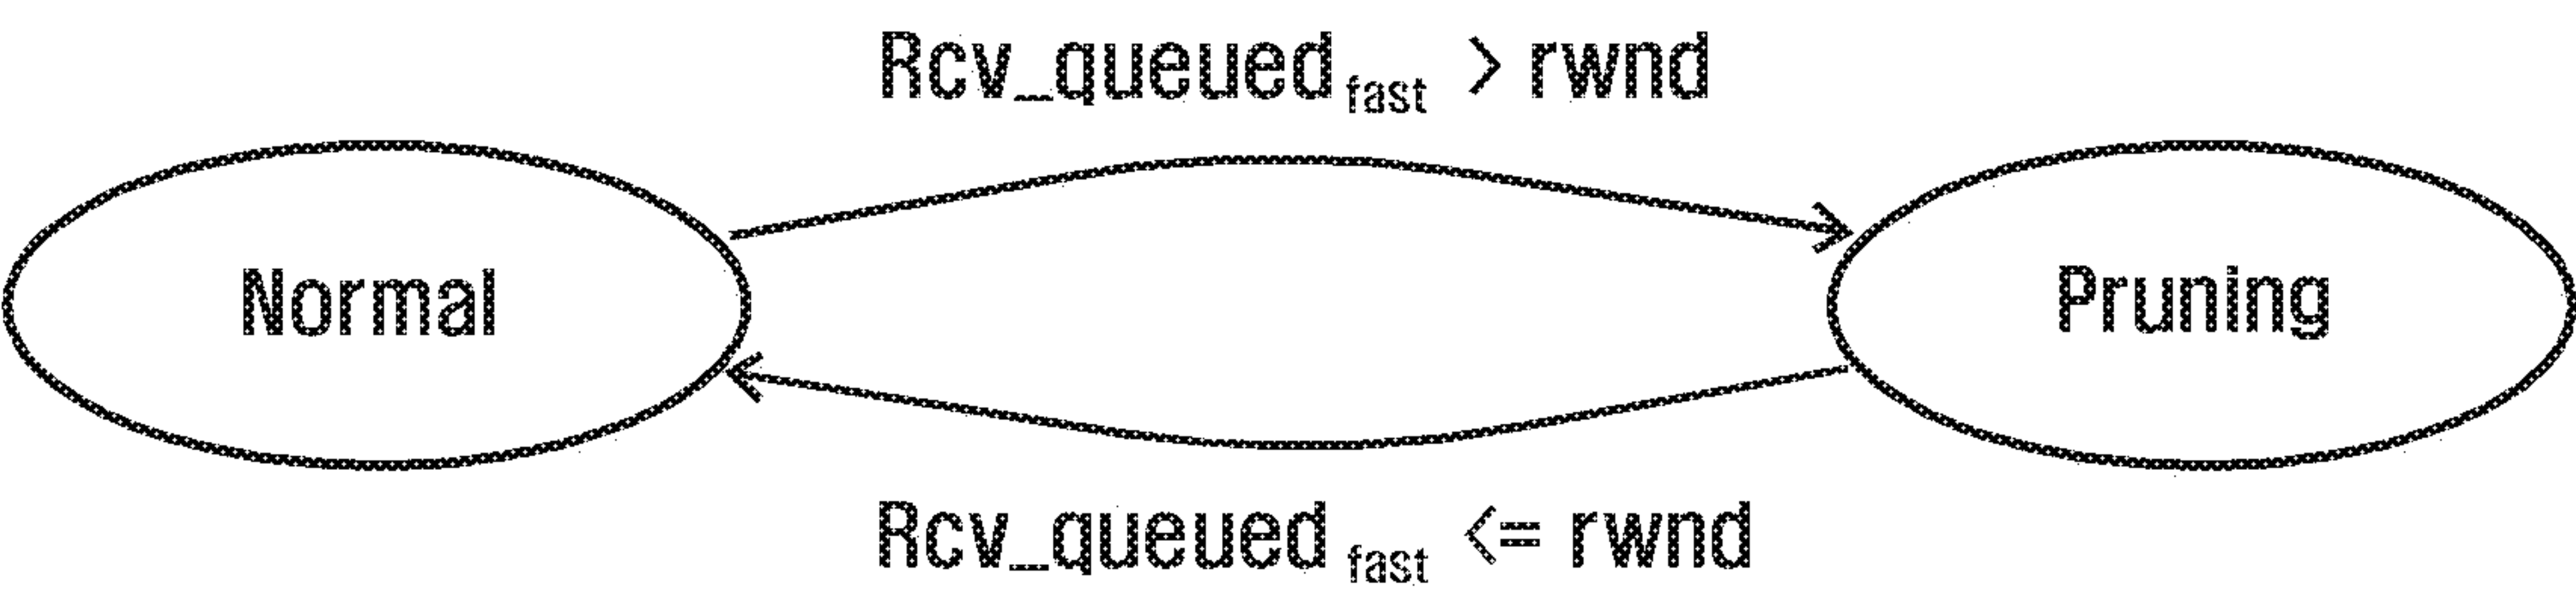 Rcv_queued fast > rwnd
Normal
Pruning
Rcv_queued fast <= rwnd